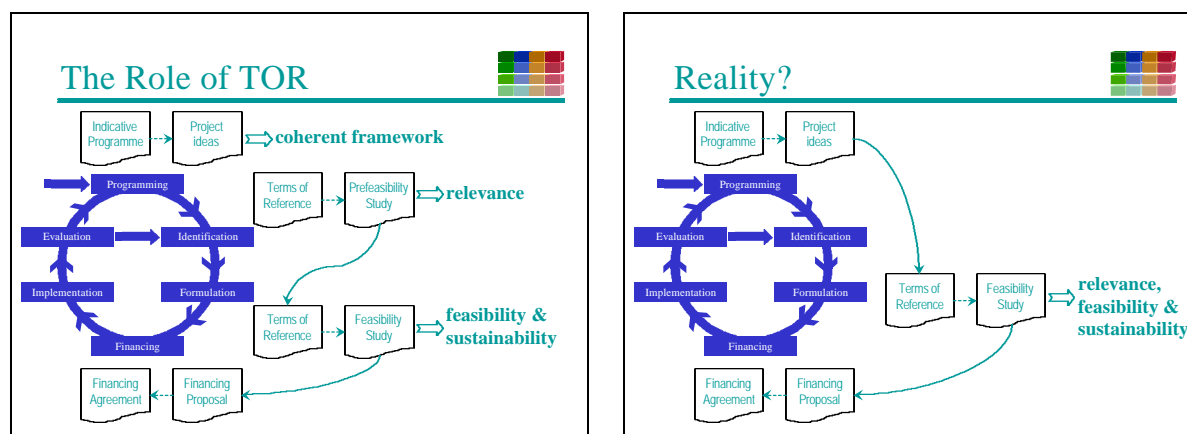 The Role of TOR
Indicative
Programme
Project
ideas
coherent framework
Programming
Terms of
Reference
Prefeasibility
Study
relevance
Evaluation
Identification
Implementation
Formulation
Terms of
Reference
Feasibility
Study
feasibility &
sustainability
Financing
Financing
Agreement
Financing
Proposal
Reality?
Indicative
Programme
Project
ideas
Programming
Evaluation
Identification
Implementation
Formulation
Terms of
Reference
Feasibility
Study
relevance,
feasibility &
sustainability
Financing
Financing
Agreement
Financing
Proposal